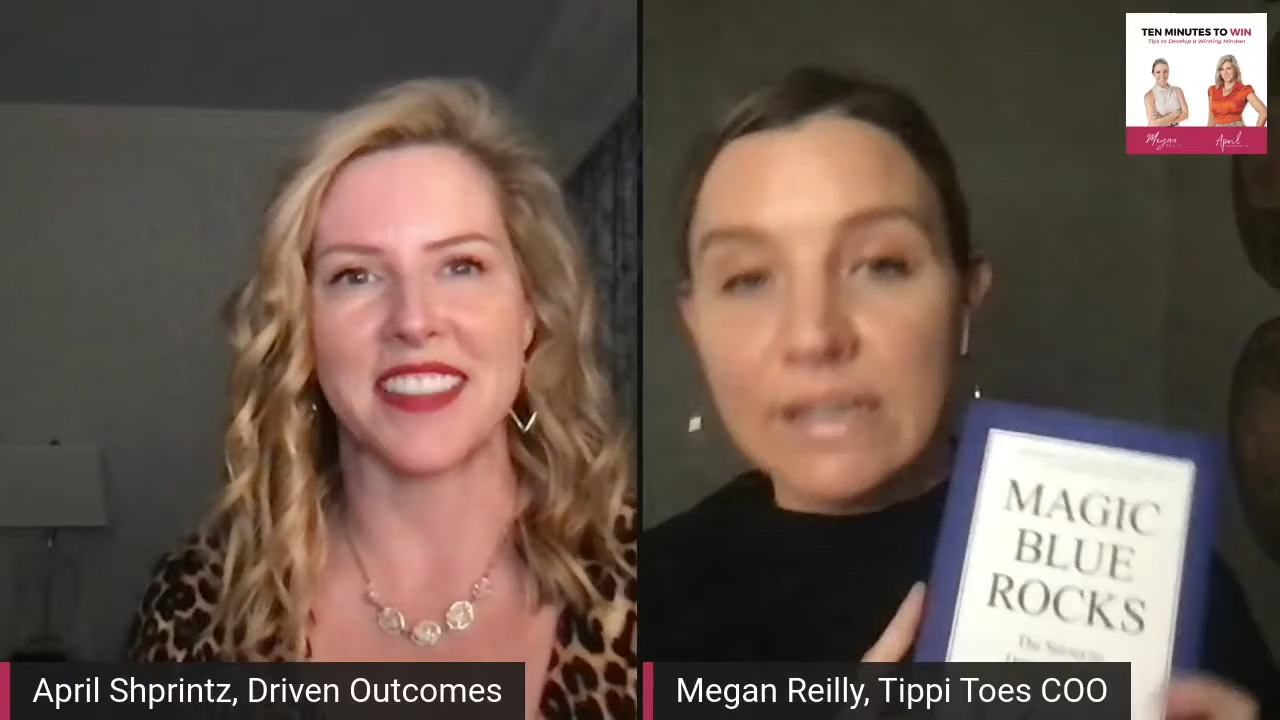 TEN MINUTES TO WIN
Tips to Develop a Winning Mindset
Megan
April
MAGIC
BLUE
ROCKS
April Shprintz, Driven Outcomes
Megan Reilly, Tippi Toes COO